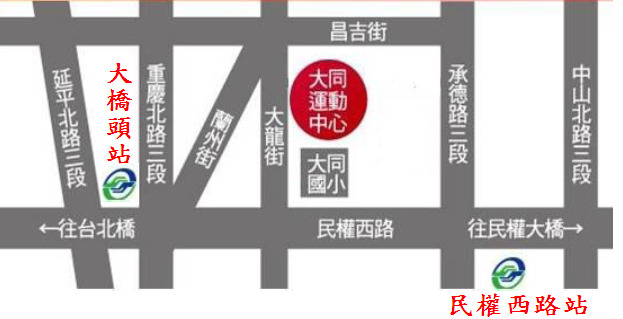 昌吉街
延平北路三段
大橋頭站
重慶北路三段
蘭州街
大龍街
大同
運動
中心
大同
國小
承德路三段
中山北路三段
←往台北橋
民權西路
往民權大橋→
民權西路站